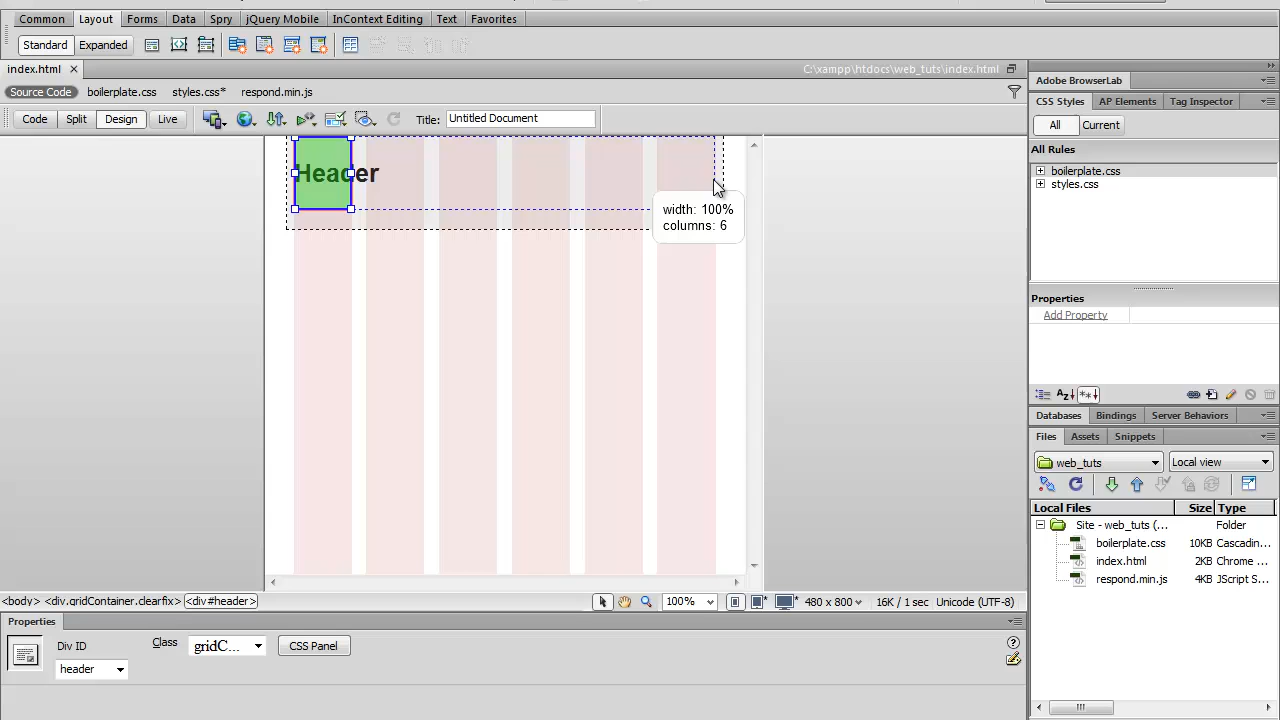 Common Layout Forms Data Spry jQuery Mobile InContext Editing Text Favorites
Standard Expanded
index.html C:\xampp\htdocs\web_tuts\index.html
Source Code boilerplate.css styles.css* respond.min.js
Code Split Design Live Title: Untitled Document
Header
width: 100%
columns: 6
<body> <div.gridContainer.clearfix> <div#header> 100% 480 x 800 16K / 1 sec Unicode (UTF-8)
Properties
Div ID Class gridC... CSS Panel
header
Adobe BrowserLab
CSS Styles AP Elements Tag Inspector
All Current
All Rules
boilerplate.css
styles.css
Properties
Add Property
Databases Bindings Server Behaviors
Files Assets Snippets
web_tuts Local view
Local Files Size Type
Site - web_tuts (... Folder
boilerplate.css 10KB Cascadin...
index.html 2KB Chrome ...
respond.min.js 4KB JScript S...